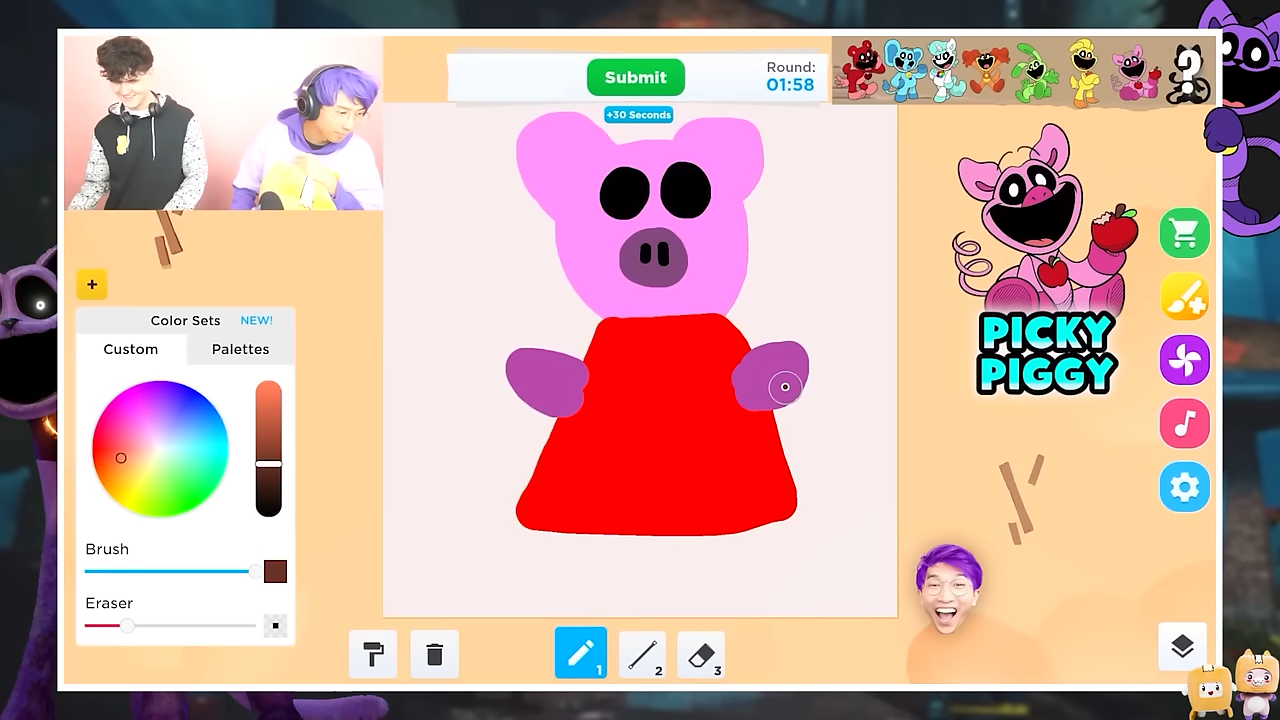 Submit
Round:
01:58
+30 Seconds
+
Color Sets NEW!
Custom
Palettes
Brush
Eraser
PICKY
PIGGY
1
2
3
?